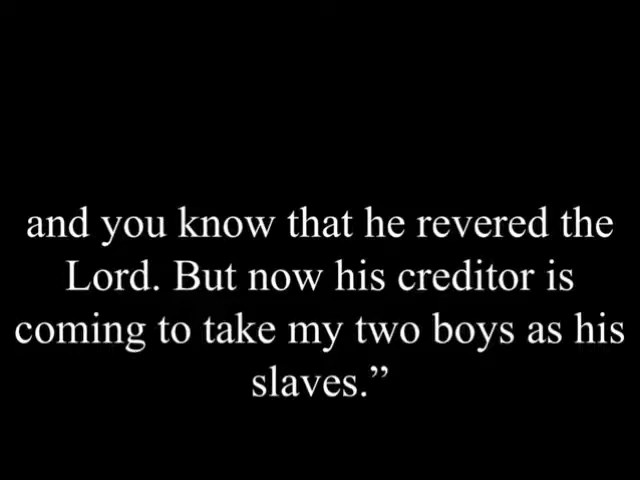 and you know that he revered the
Lord. But now his creditor is
coming to take my two boys as his
slaves.”